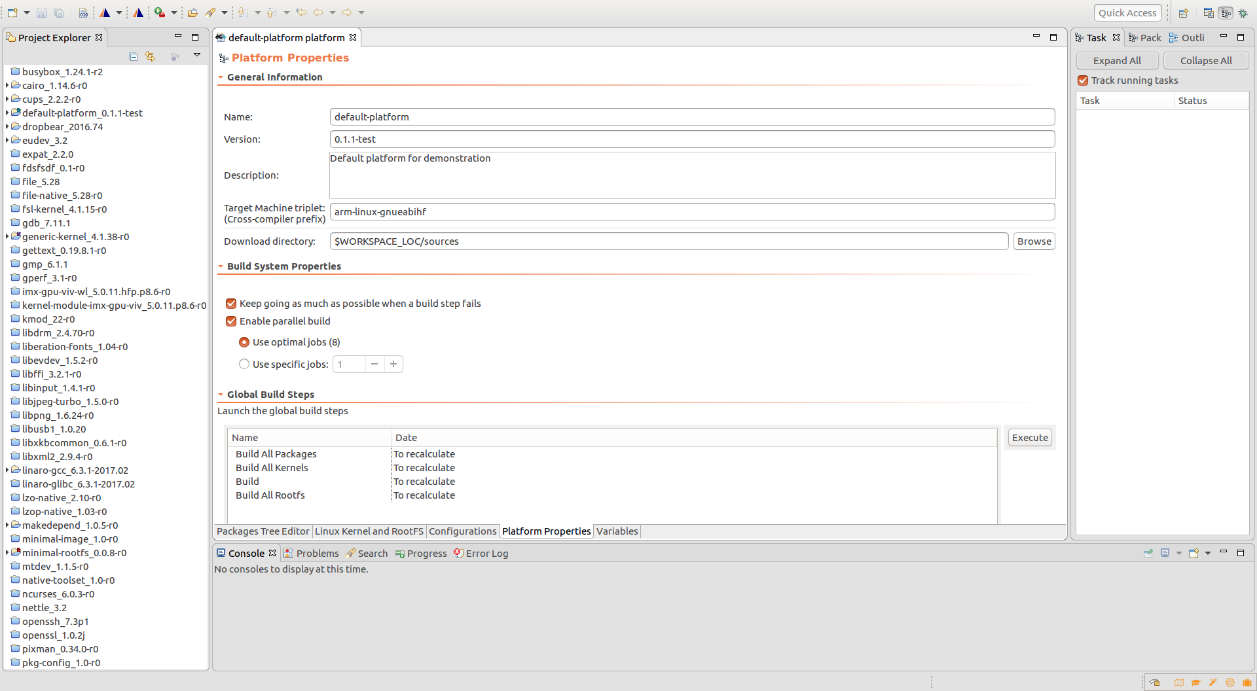 Quick Access
Project Explorer
busybox_1.24.1-r2
cairo_1.14.6-r0
cups_2.2.2-r0
default-platform_0.1.1-test
dropbear_2016.74
eudev_3.2
expat_2.2.0
fdsfsdf_0.1-r0
file_5.28
file-native_5.28-r0
fsl-kernel_4.1.15-r0
gdb_7.11.1
generic-kernel_4.1.38-r0
gettext_0.19.8.1-r0
gmp_6.1.1
gperf_3.1-r0
imx-gpu-viv-wl_5.0.11.hfp.p8.6-r0
kernel-module-imx-gpu-viv_5.0.11.p8.6-r0
kmod_22-r0
libdrm_2.4.70-r0
liberation-fonts_1.04-r0
libevdev_1.5.2-r0
libffi_3.2.1-r0
libinput_1.4.1-r0
libjpeg-turbo_1.5.0-r0
libpng_1.6.24-r0
libusb1_1.0.20
libxkbcommon_0.6.1-r0
libxml2_2.9.4-r0
linaro-gcc_6.3.1-2017.02
linaro-glibc_6.3.1-2017.02
lzo-native_2.10-r0
lzop-native_1.03-r0
makedepend_1.0.5-r0
minimal-image_1.0-r0
minimal-rootfs_0.0.8-r0
mtdev_1.1.5-r0
native-toolset_1.0-r0
ncurses_6.0.3-r0
nettle_3.2
openssh_7.3p1
openssl_1.0.2j
pixman_0.34.0-r0
pkg-config_1.0-r0
default-platform platform
Platform Properties
General Information
Name: default-platform
Version: 0.1.1-test
Description: Default platform for demonstration
Target Machine triplet:
(Cross-compiler prefix) arm-linux-gnueabihf
Download directory: $WORKSPACE_LOC/sources Browse
Build System Properties
Keep going as much as possible when a build step fails
Enable parallel build
Use optimal jobs (8)
Use specific jobs: 1 − +
Global Build Steps
Launch the global build steps
Name Date
Build All Packages To recalculate
Build All Kernels To recalculate
Build To recalculate
Build All Rootfs To recalculate
Execute
Packages Tree Editor Linux Kernel and RootFS Configurations Platform Properties Variables
Console Problems Search Progress Error Log
No consoles to display at this time.
Task Pack Outli
Expand All Collapse All
Track running tasks
Task Status